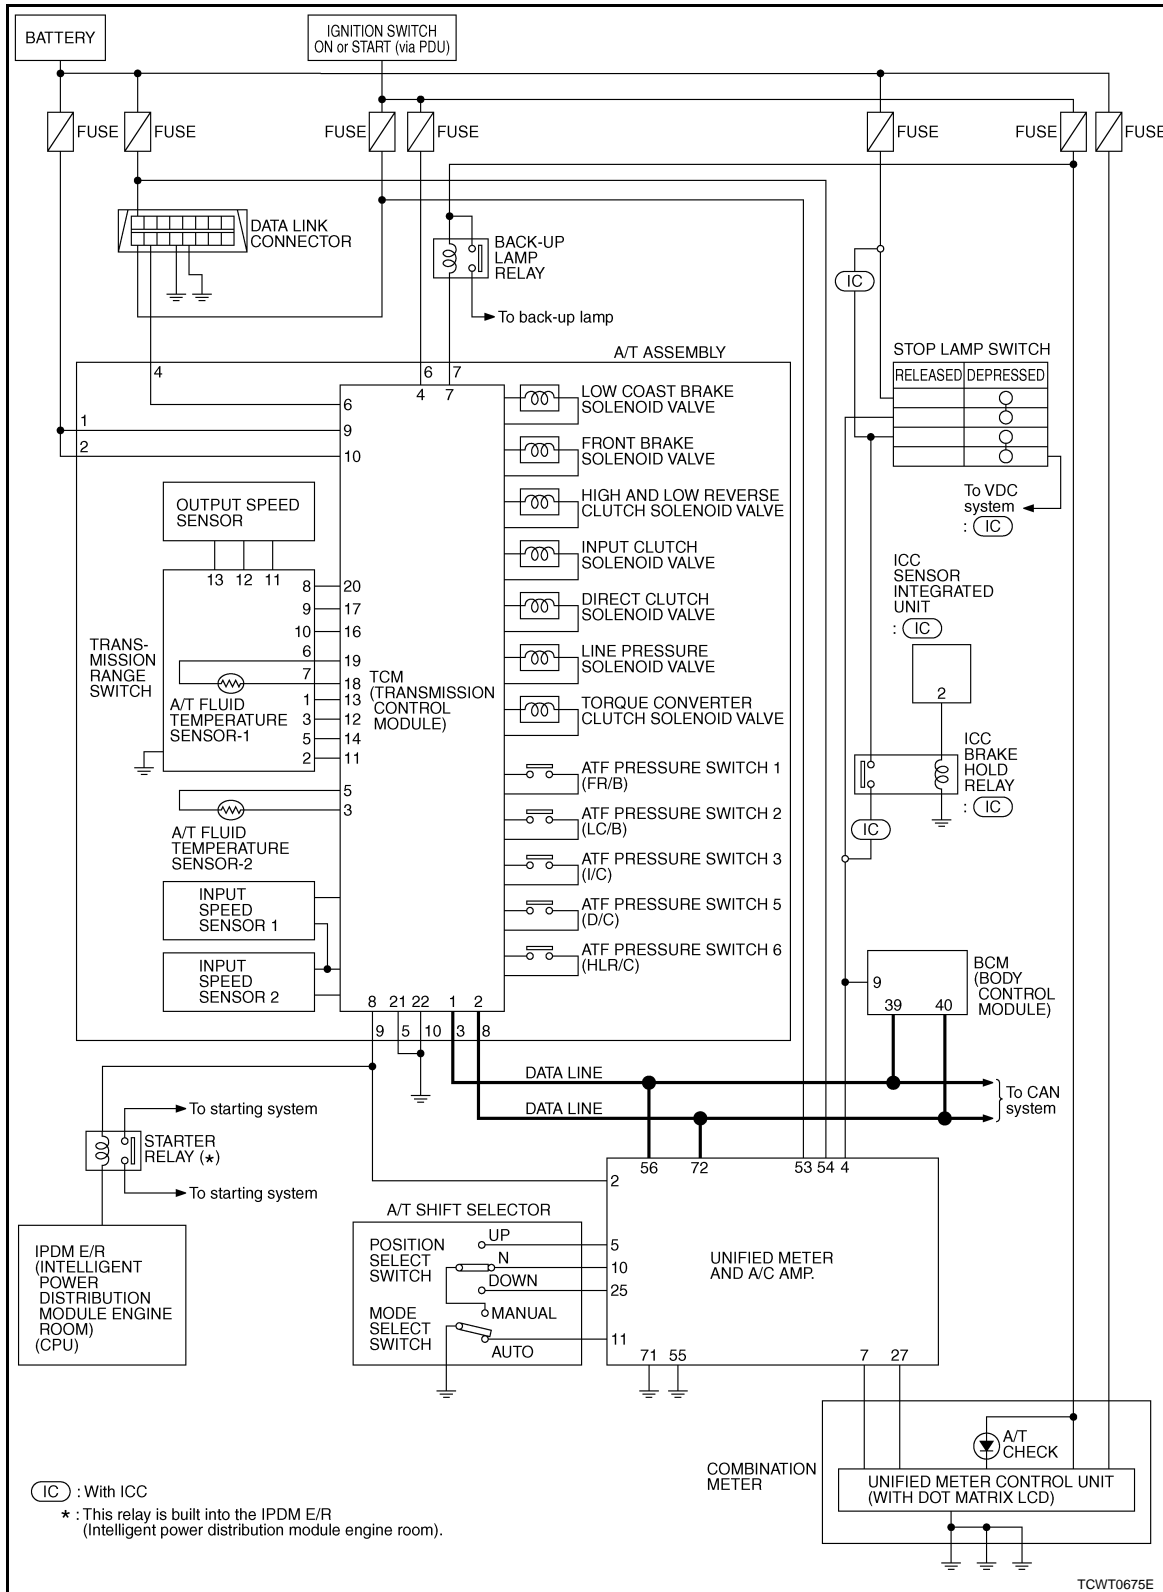 BATTERY
IGNITION SWITCH
ON or START (via PDU)
FUSE
FUSE
FUSE
FUSE
FUSE
FUSE
FUSE
DATA LINK
CONNECTOR
BACK-UP
LAMP
RELAY
To back-up lamp
IC
STOP LAMP SWITCH
RELEASED
DEPRESSED
To VDC
system
: IC
A/T ASSEMBLY
4
6
7
4
7
6
1
9
2
10
LOW COAST BRAKE
SOLENOID VALVE
FRONT BRAKE
SOLENOID VALVE
HIGH AND LOW REVERSE
CLUTCH SOLENOID VALVE
INPUT CLUTCH
SOLENOID VALVE
DIRECT CLUTCH
SOLENOID VALVE
LINE PRESSURE
SOLENOID VALVE
TORQUE CONVERTER
CLUTCH SOLENOID VALVE
ATF PRESSURE SWITCH 1
(FR/B)
ATF PRESSURE SWITCH 2
(LC/B)
ATF PRESSURE SWITCH 3
(I/C)
ATF PRESSURE SWITCH 5
(D/C)
ATF PRESSURE SWITCH 6
(HLR/C)
OUTPUT SPEED
SENSOR
13 12 11
8 20
9 17
10 16
6 19
7 18
1 13
3 12
5 14
2 11
5
3
TRANS-
MISSION
RANGE
SWITCH
A/T FLUID
TEMPERATURE
SENSOR-1
TCM
(TRANSMISSION
CONTROL
MODULE)
A/T FLUID
TEMPERATURE
SENSOR-2
INPUT
SPEED
SENSOR 1
INPUT
SPEED
SENSOR 2
8 21 22 1 2
9 5 10 3 8
ICC
SENSOR
INTEGRATED
UNIT
: IC
2
ICC
BRAKE
HOLD
RELAY
: IC
IC
9
39 40
BCM
(BODY
CONTROL
MODULE)
DATA LINE
DATA LINE
To CAN
system
To starting system
STARTER
RELAY (*)
To starting system
IPDM E/R
(INTELLIGENT
POWER
DISTRIBUTION
MODULE ENGINE
ROOM)
(CPU)
A/T SHIFT SELECTOR
POSITION
SELECT
SWITCH
UP
N
DOWN
MODE
SELECT
SWITCH
MANUAL
AUTO
56 72 53 54 4
2
5
10
25
11
UNIFIED METER
AND A/C AMP.
71 55 7 27
A/T
CHECK
COMBINATION
METER
UNIFIED METER CONTROL UNIT
(WITH DOT MATRIX LCD)
IC : With ICC
* : This relay is built into the IPDM E/R
(Intelligent power distribution module engine room).
TCWT0675E